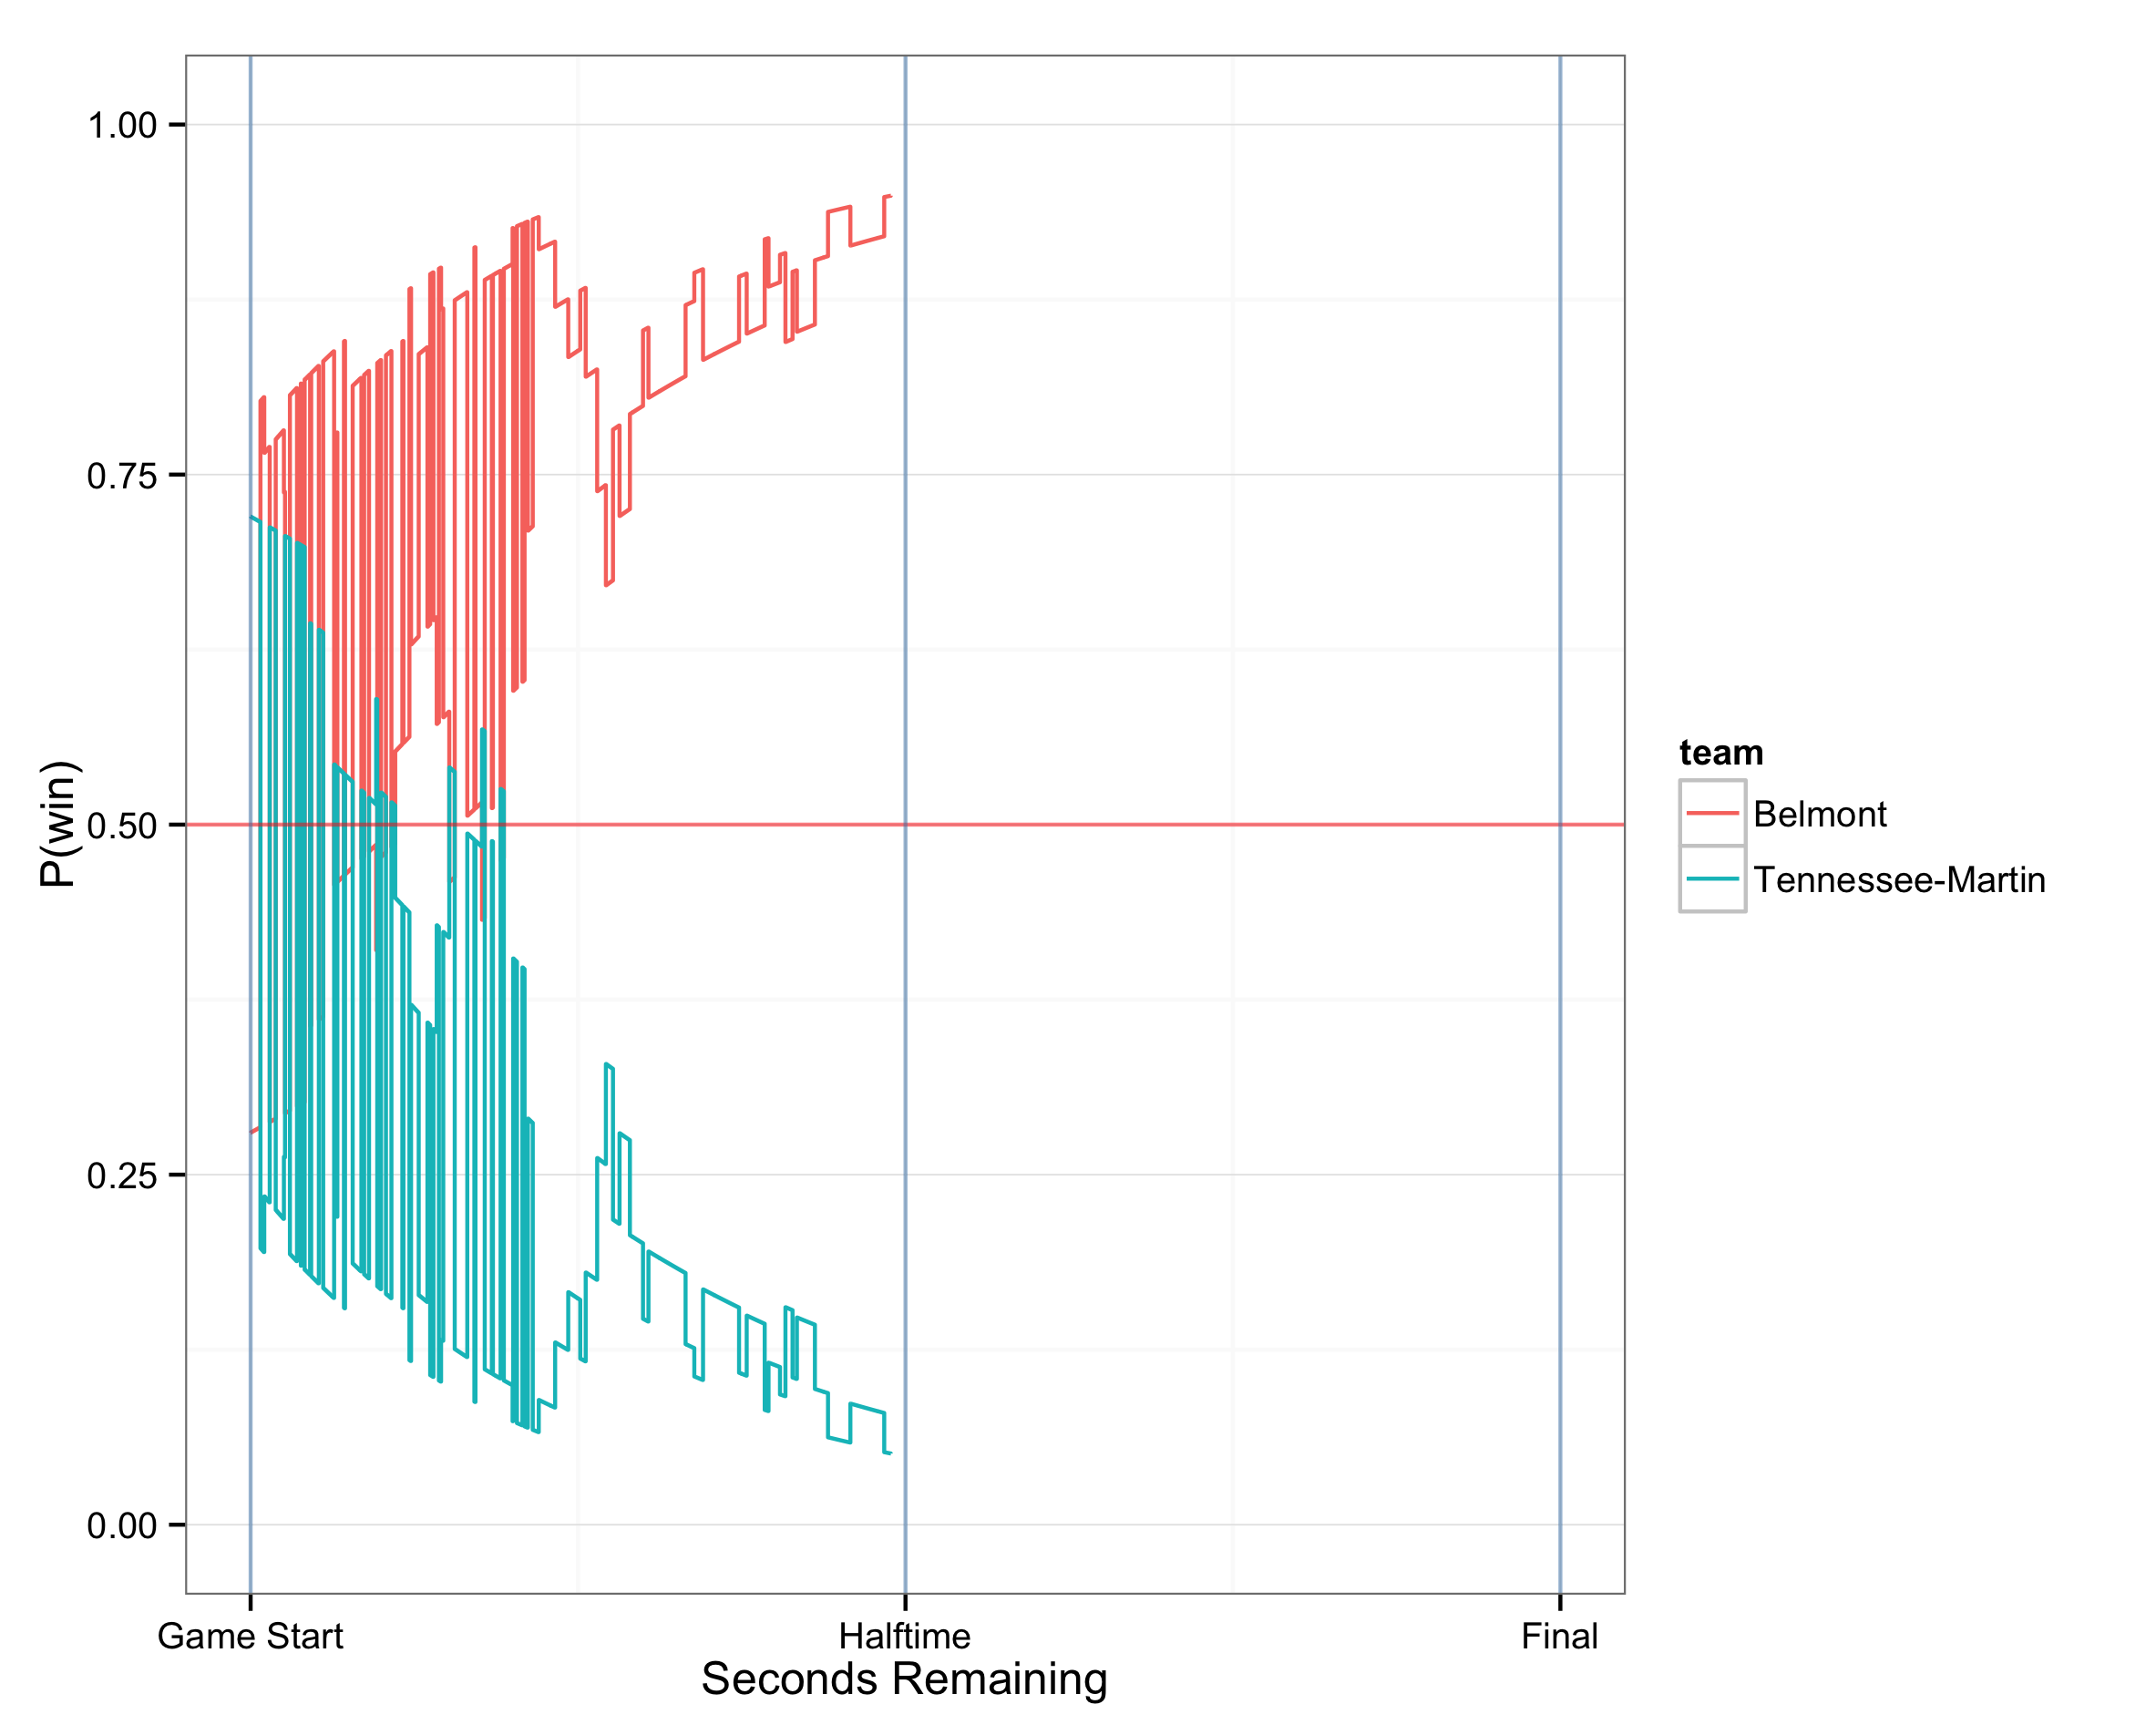 1.00
0.75
0.50
0.25
0.00
P(win)
Game Start
Halftime
Final
Seconds Remaining
team
Belmont
Tennessee-Martin